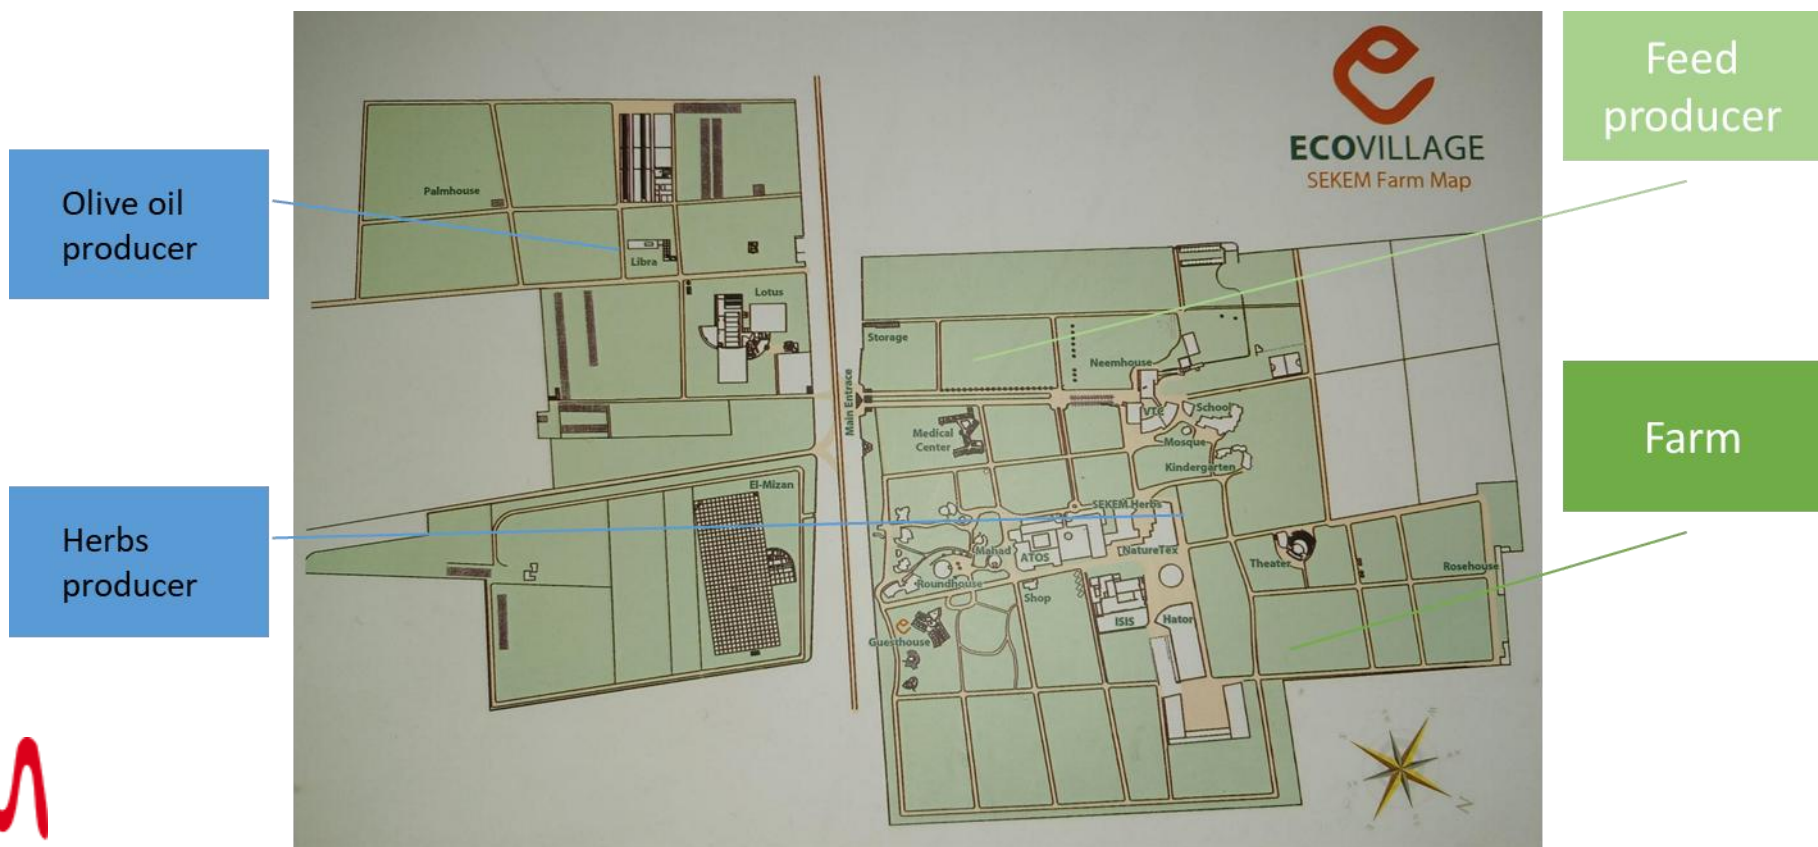 Feed
producer
ECOVILLAGE
SEKEM Farm Map
Olive oil
producer
Palmhouse
Libra
Lotus
Storage
Neemhouse
Main Entrace
VTC
School
Medical
Center
Mosque
Kindergarten
Farm
El-Mizan
SEKEM Herbs
Herbs
producer
Mahad
ATOS
NatureTex
Theater
Rosehouse
Roundhouse
Shop
ISIS
Hator
Guesthouse
N